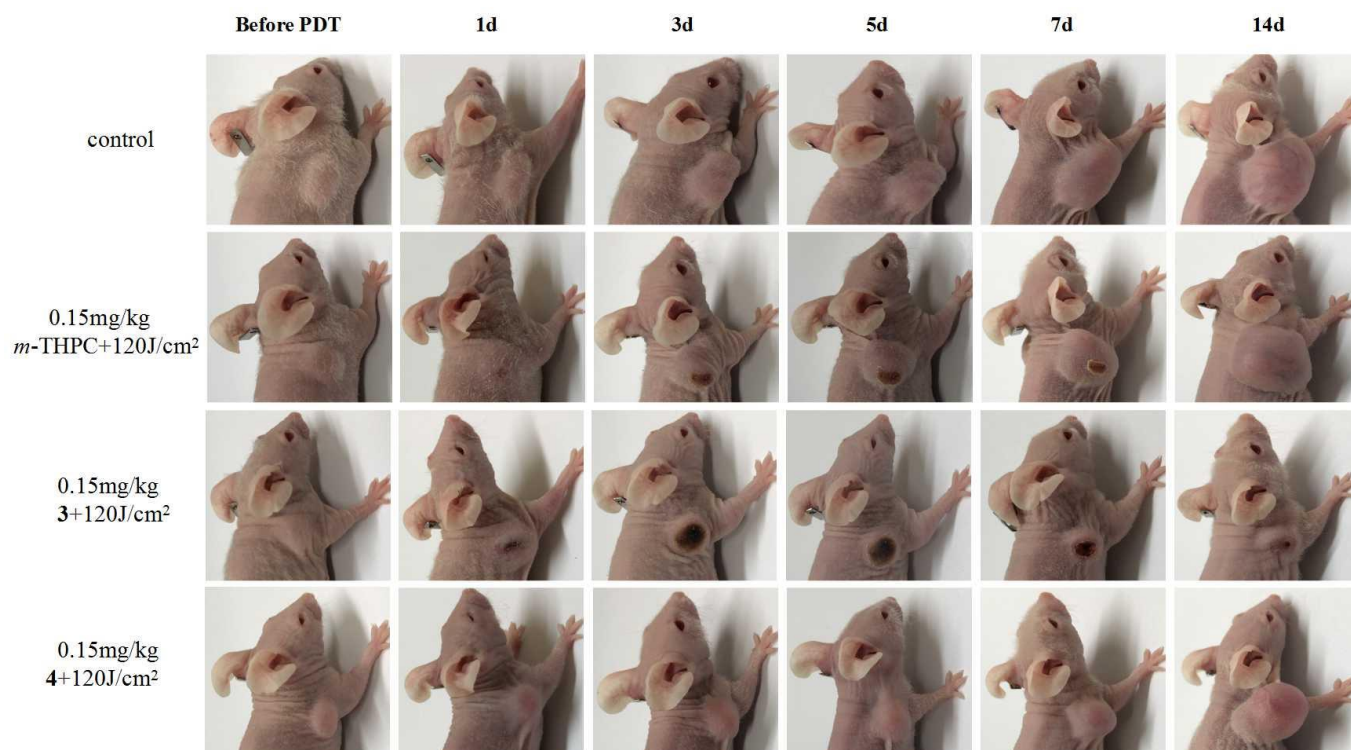 Before PDT 1d 3d 5d 7d 14d
control
0.15mg/kg
m-THPC+120J/cm²
0.15mg/kg
3+120J/cm²
0.15mg/kg
4+120J/cm²